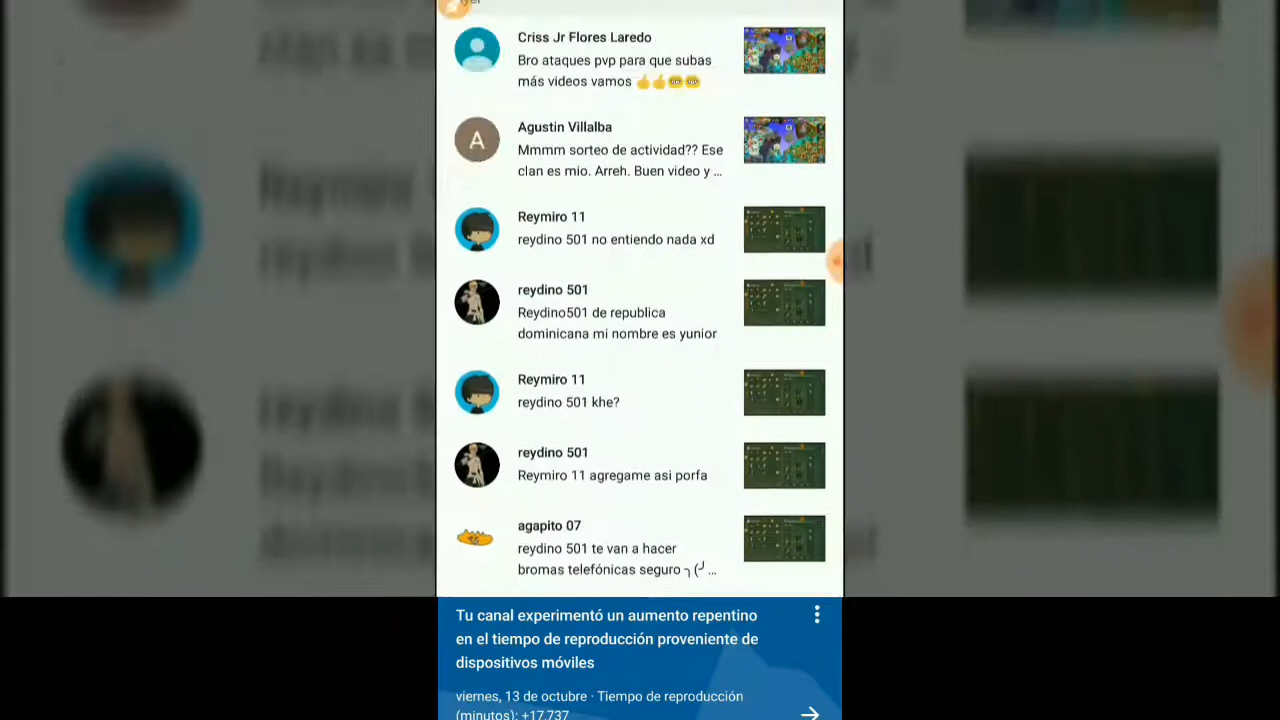 Criss Jr Flores Laredo
Bro ataques pvp para que subas
más videos vamos 👍👍🤓🤓
A
Agustin Villalba
Mmmm sorteo de actividad?? Ese
clan es mio. Arreh. Buen video y ...
Reymiro 11
reydino 501 no entiendo nada xd
reydino 501
Reydino501 de republica
dominicana mi nombre es yunior
Reymiro 11
reydino 501 khe?
reydino 501
Reymiro 11 agregame asi porfa
agapito 07
reydino 501 te van a hacer
bromas telefónicas seguro ╮(╯ ...
Tu canal experimentó un aumento repentino
en el tiempo de reproducción proveniente de
dispositivos móviles
viernes, 13 de octubre · Tiempo de reproducción
(minutos): +17.737